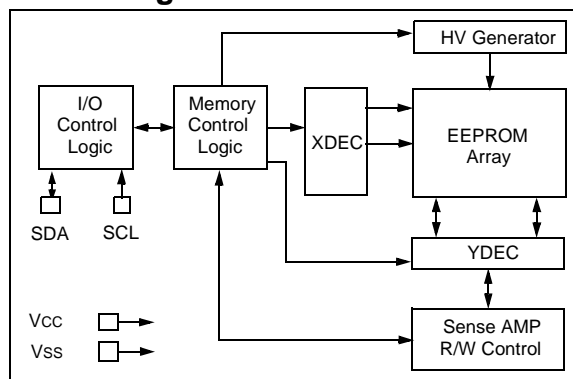 HV Generator
I/O
Control
Logic
Memory
Control
Logic
XDEC
EEPROM
Array
SDA
SCL
YDEC
Vcc
Vss
Sense AMP
R/W Control